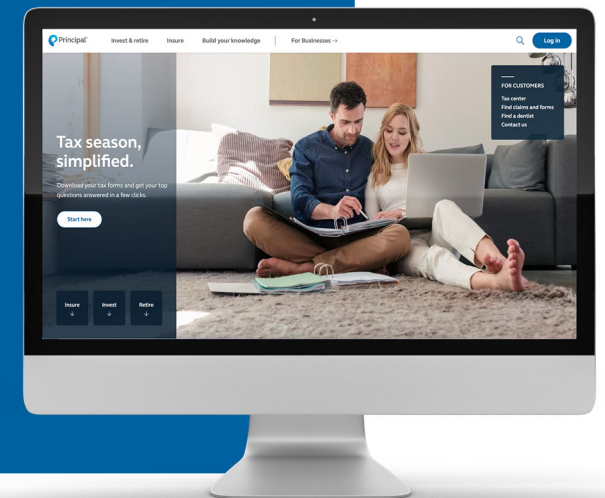 Principal®
Invest & retire
Insure
Build your knowledge
For Businesses →
Log in
FOR CUSTOMERS
Tax center
Find claims and forms
Find a dentist
Contact us
Tax season,
simplified.
Download your tax forms and get your top
questions answered in a few clicks.
Start here
Insure
Invest
Retire